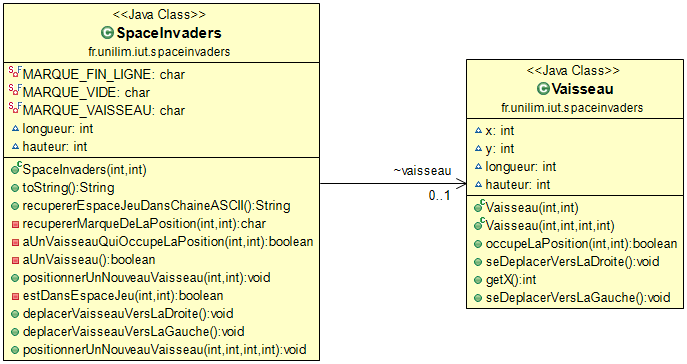 <<Java Class>>
SpaceInvaders
fr.unilim.iut.spaceinvaders
MARQUE_FIN_LIGNE: char
MARQUE_VIDE: char
MARQUE_VAISSEAU: char
longueur: int
hauteur: int
SpaceInvaders(int,int)
toString():String
recupererEspaceJeuDansChaineASCII():String
recupererMarqueDeLaPosition(int,int):char
aUnVaisseauQuiOccupeLaPosition(int,int):boolean
aUnVaisseau():boolean
positionnerUnNouveauVaisseau(int,int):void
estDansEspaceJeu(int,int):boolean
deplacerVaisseauVersLaDroite():void
deplacerVaisseauVersLaGauche():void
positionnerUnNouveauVaisseau(int,int,int,int):void
~vaisseau
0..1
<<Java Class>>
Vaisseau
fr.unilim.iut.spaceinvaders
x: int
y: int
longueur: int
hauteur: int
Vaisseau(int,int)
Vaisseau(int,int,int,int)
occupeLaPosition(int,int):boolean
seDeplacerVersLaDroite():void
getX():int
seDeplacerVersLaGauche():void